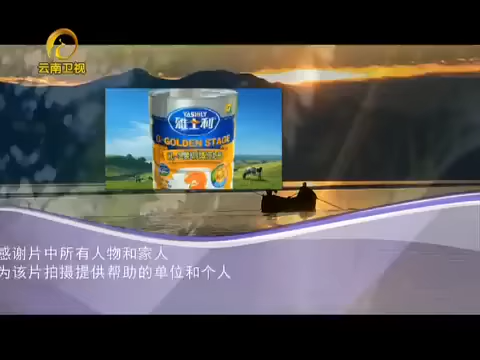 云南卫视
YASHILY
雅士利
α-GOLDEN STAGE
感谢片中所有人物和家人
为该片拍摄提供帮助的单位和个人